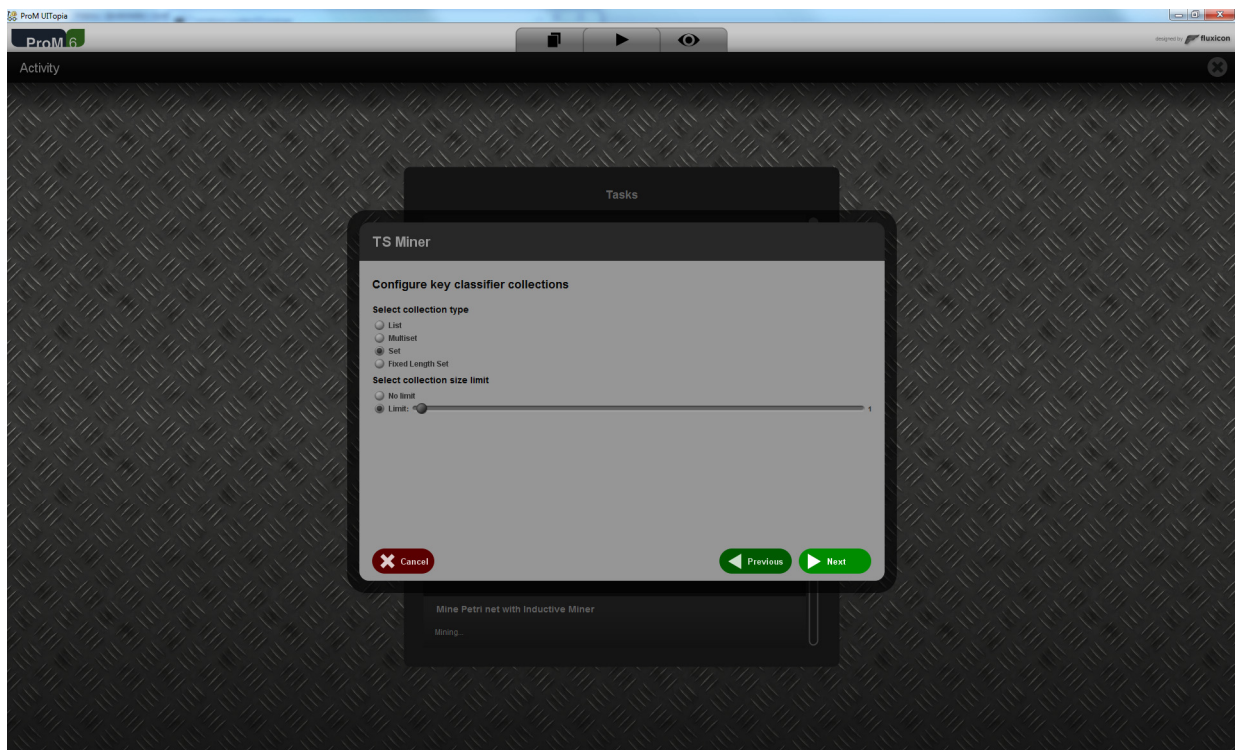 ProM UITopia
ProM 6
designed by fluxicon
Activity
Tasks
TS Miner
Configure key classifier collections
Select collection type
List
Multiset
Set
Fixed Length Set
Select collection size limit
No limit
Limit: 1
Cancel
Previous
Next
Mine Petri net with Inductive Miner
Mining...